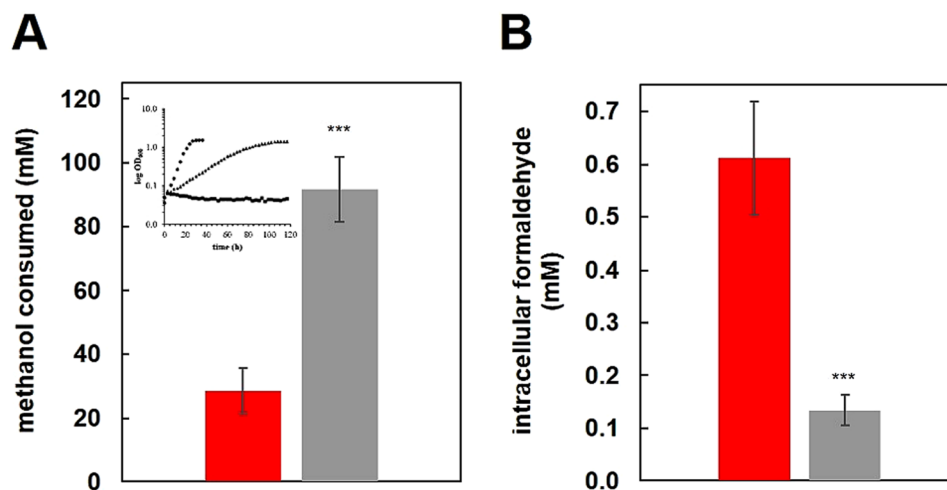 A
methanol consumed (mM)
120
100
80
60
40
20
0
***
log OD₆₀₀
10.0
1.0
0.1
0.0
0 20 40 60 80 100 120
time (h)
B
intracellular formaldehyde
(mM)
0.7
0.6
0.5
0.4
0.3
0.2
0.1
0.0
***